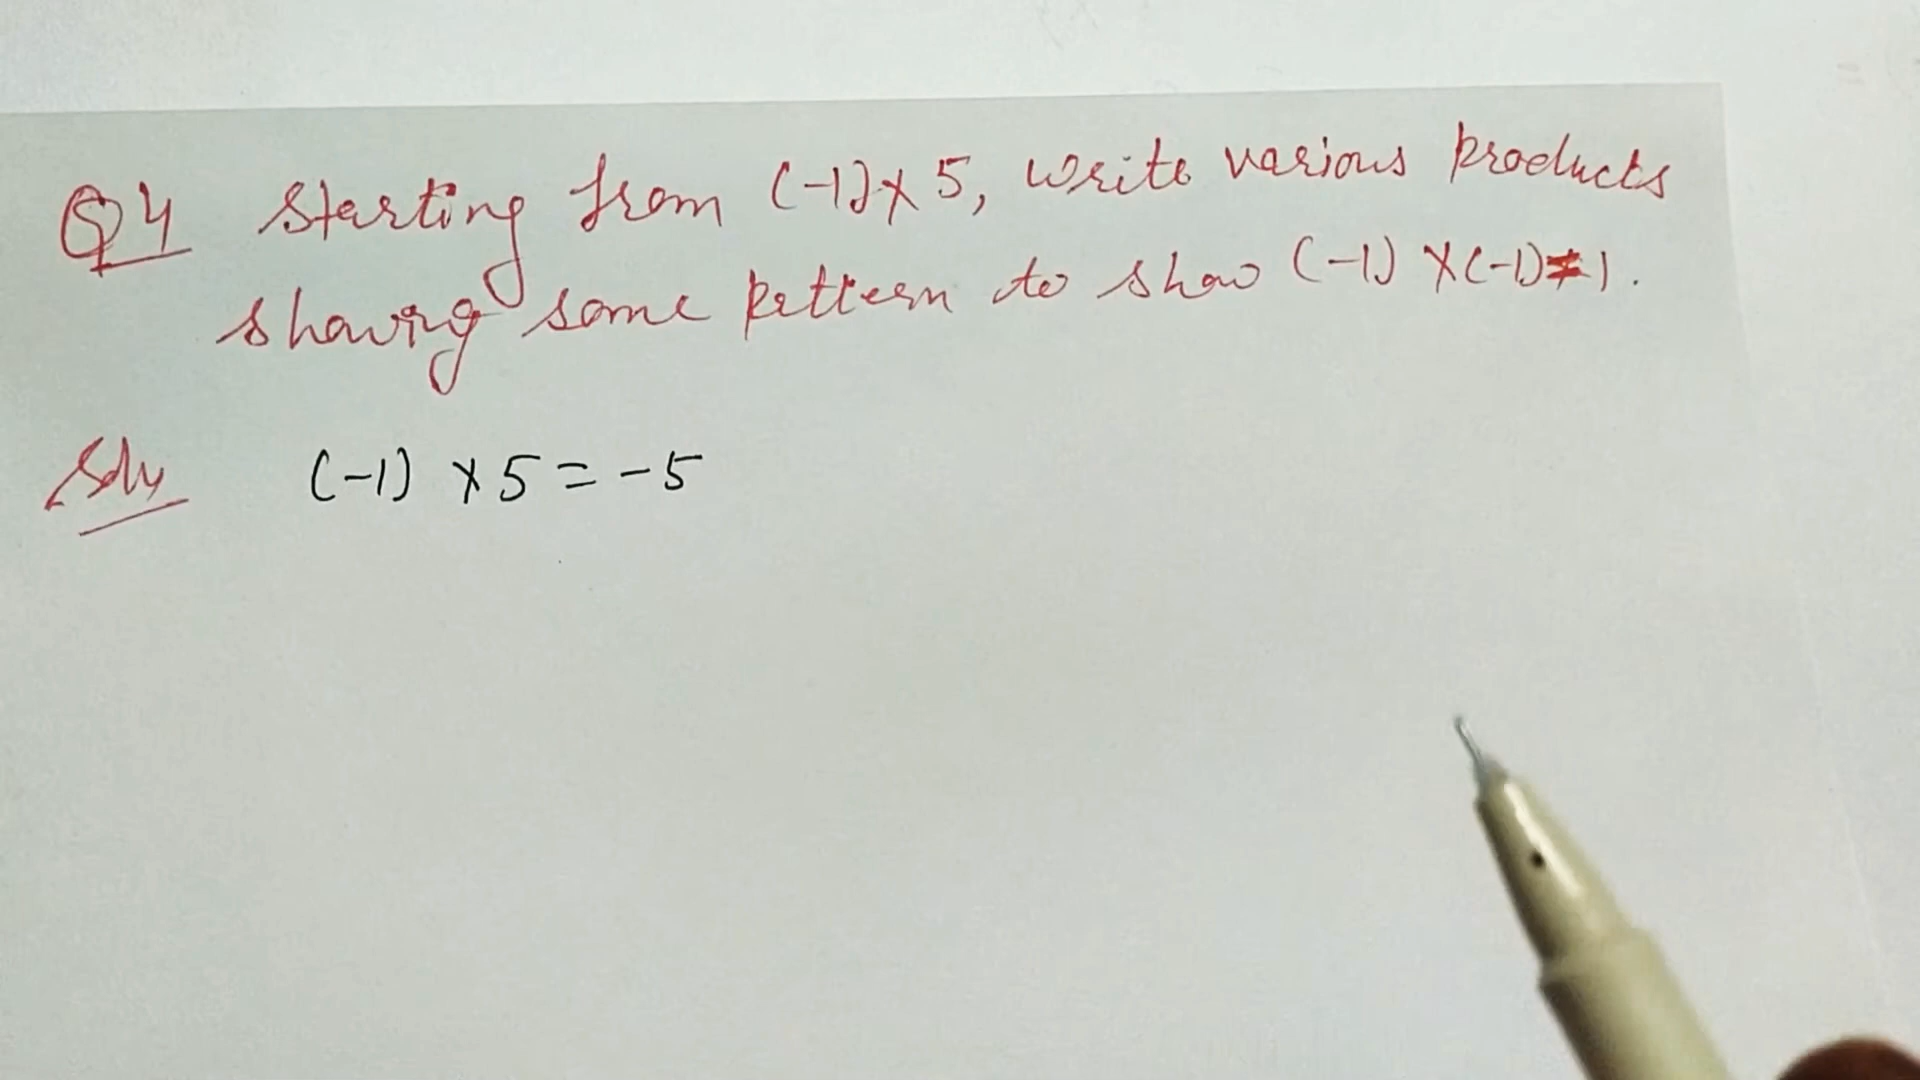 Q4 Starting from (-1) × 5, write various products
showing some pattern to show (-1) × (-1) ≠ 1.
Soln (-1) × 5 = -5